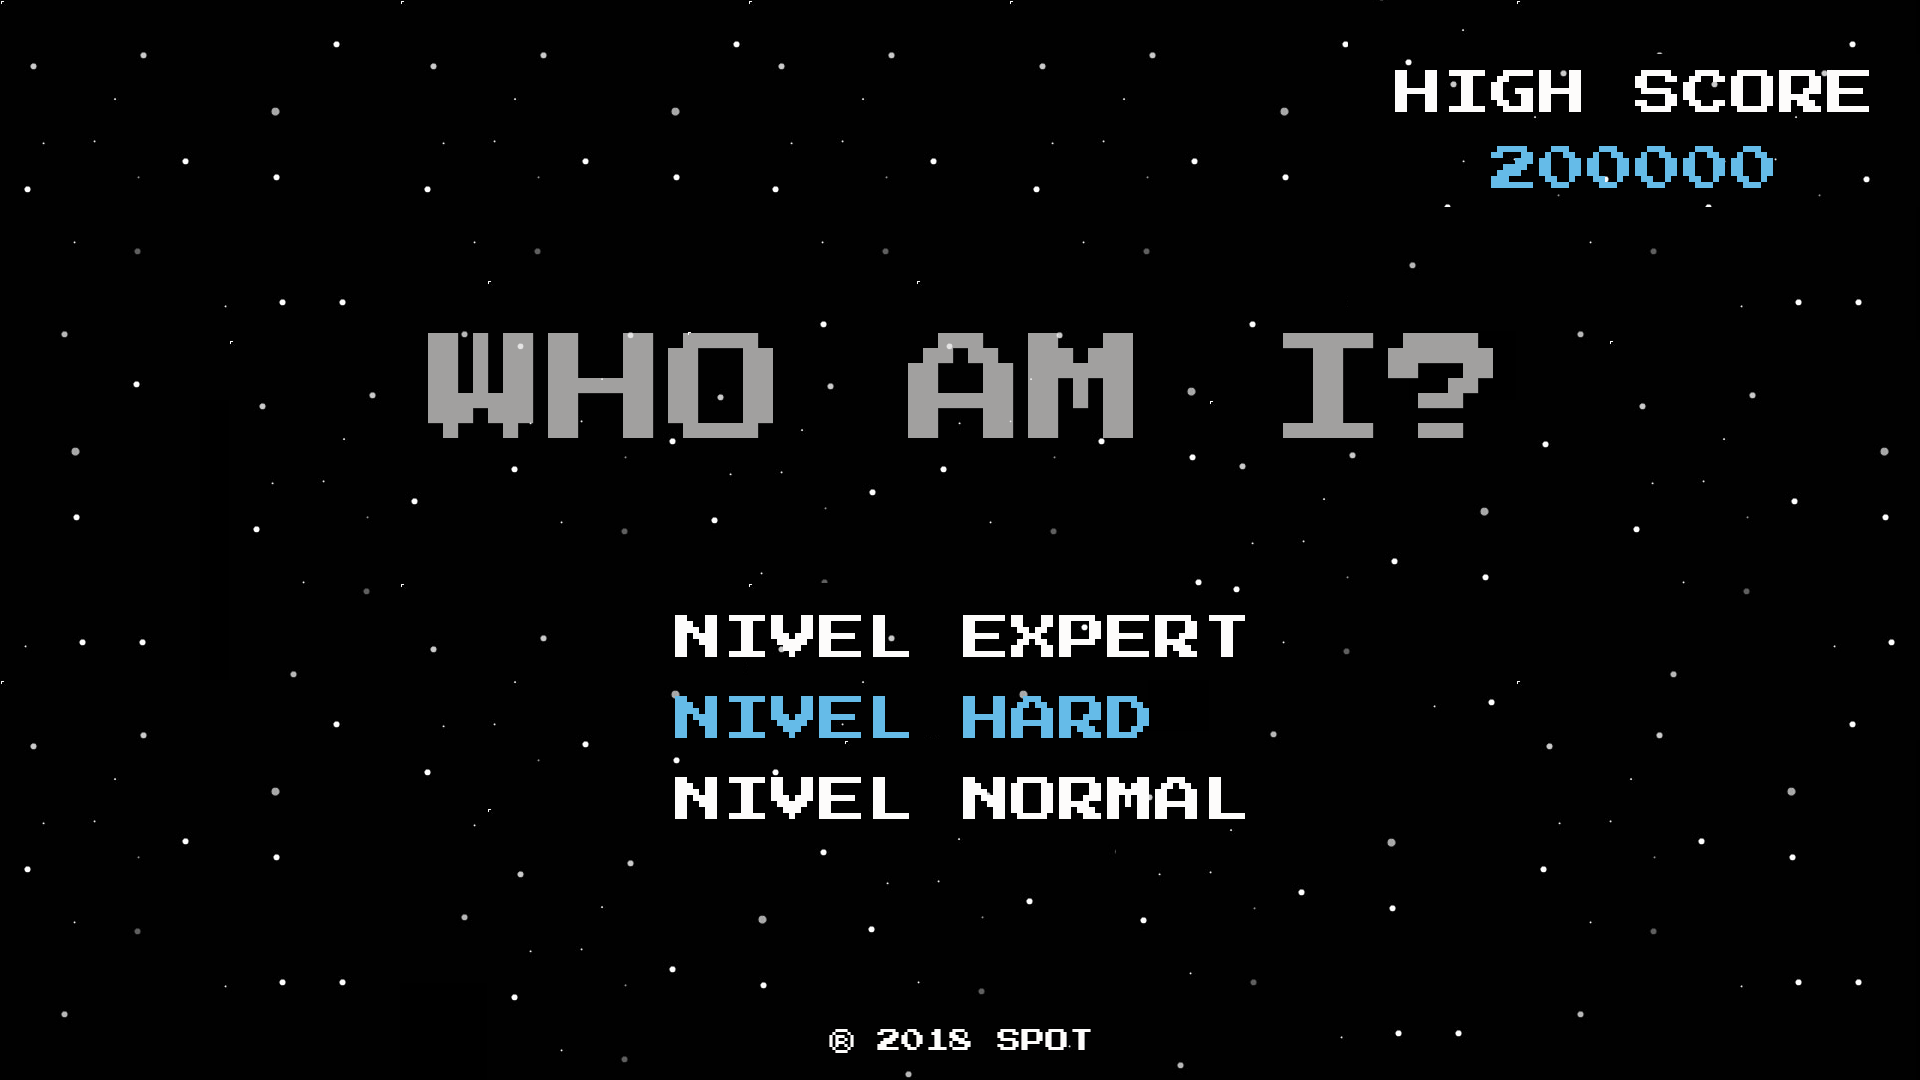 HIGH SCORE
200000
WHO AM I?
NIVEL EXPERT
NIVEL HARD
NIVEL NORMAL
® 2018 SPOT